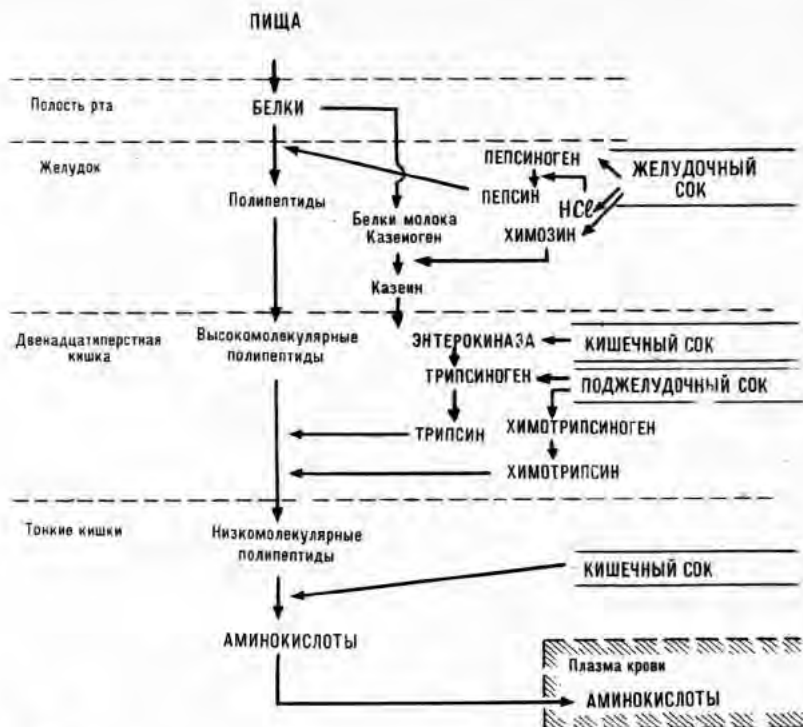 ПИЩА
Полость рта
БЕЛКИ
Желудок
ПЕПСИНОГЕН
ЖЕЛУДОЧНЫЙ
СОК
ПЕПСИН
HCl
Полипептиды
Белки молока
Казеиоген
ХИМОЗИН
Казеин
Двенадцатиперстная
кишка
Высокомолекулярные
полипептиды
ЭНТЕРОКИНАЗА
КИШЕЧНЫЙ СОК
ТРИПСИНОГЕН
ПОДЖЕЛУДОЧНЫЙ СОК
ТРИПСИН
ХИМОТРИПСИНОГЕН
ХИМОТРИПСИН
Тонкие кишки
Низкомолекулярные
полипептиды
КИШЕЧНЫЙ СОК
АМИНОКИСЛОТЫ
Плазма крови
АМИНОКИСЛОТЫ